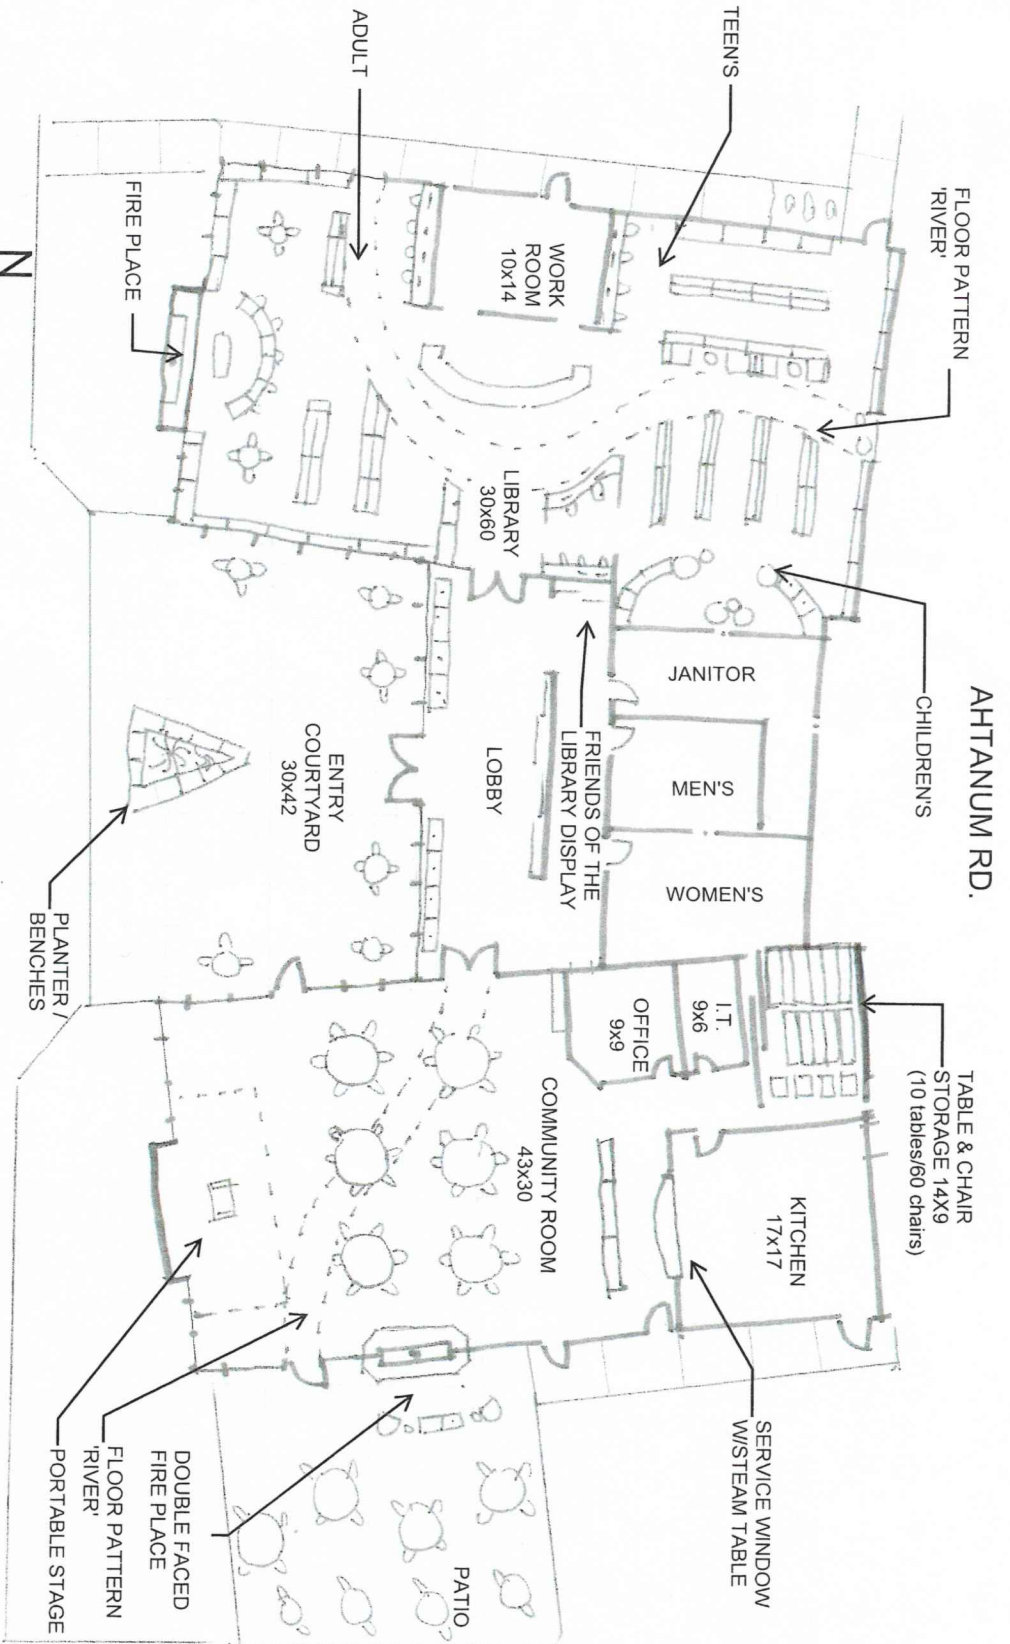 AHTANUM RD.
TEEN'S
FLOOR PATTERN
'RIVER'
CHILDREN'S
TABLE & CHAIR
STORAGE 14X9
(10 tables/60 chairs)
SERVICE WINDOW
W/STEAM TABLE
ADULT
WORK
ROOM
10x14
LIBRARY
30x60
JANITOR
MEN'S
WOMEN'S
FRIENDS OF THE
LIBRARY DISPLAY
LOBBY
I.T.
9x6
OFFICE
9x9
KITCHEN
17x17
COMMUNITY ROOM
43x30
FIRE PLACE
ENTRY
COURTYARD
30x42
PLANTER /
BENCHES
PATIO
DOUBLE FACED
FIRE PLACE
FLOOR PATTERN
'RIVER'
PORTABLE STAGE
N